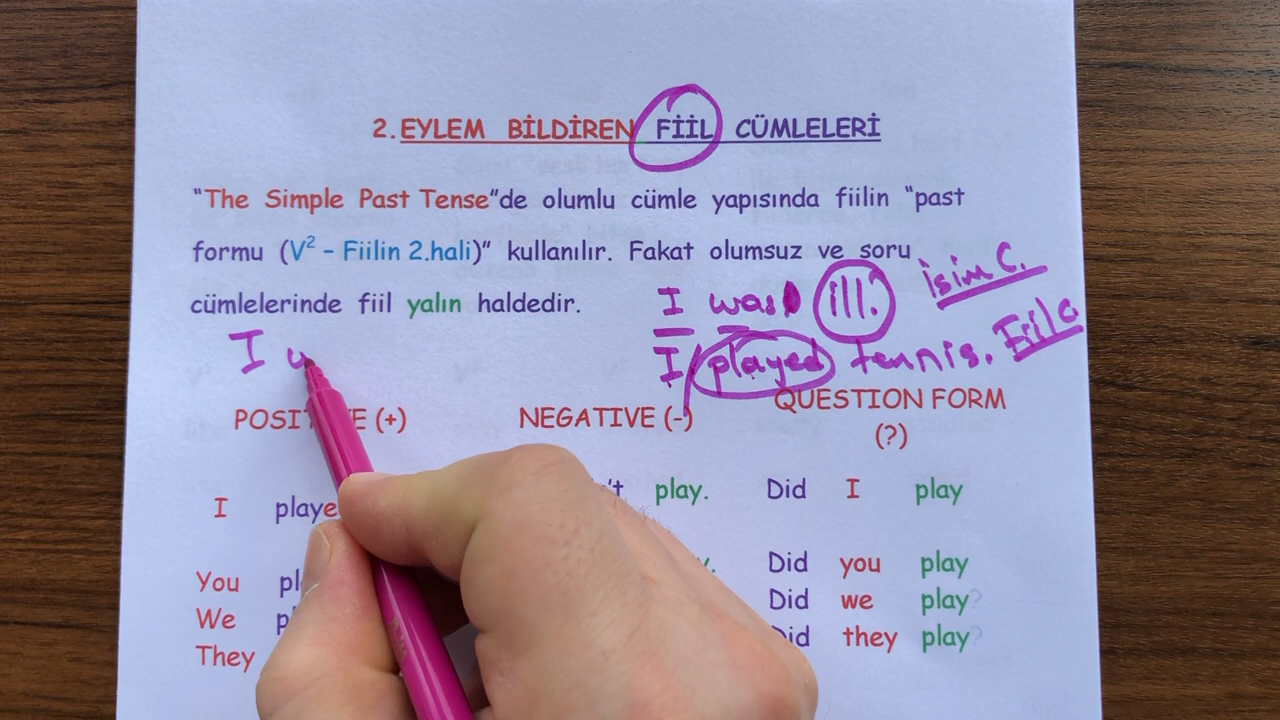 2. EYLEM BİLDİREN FİİL CÜMLELERİ
“The Simple Past Tense”de olumlu cümle yapısında fiilin “past
formu (V² – Fiilin 2.hali)” kullanılır. Fakat olumsuz ve soru
cümlelerinde fiil yalın haldedir.
I was ill. İsim C.
I played tennis. Fiil C.
I
NEGATIVE (-)
QUESTION FORM
(?)
I play. Did I play
You Did you play
We Did we play?
They Did they play?